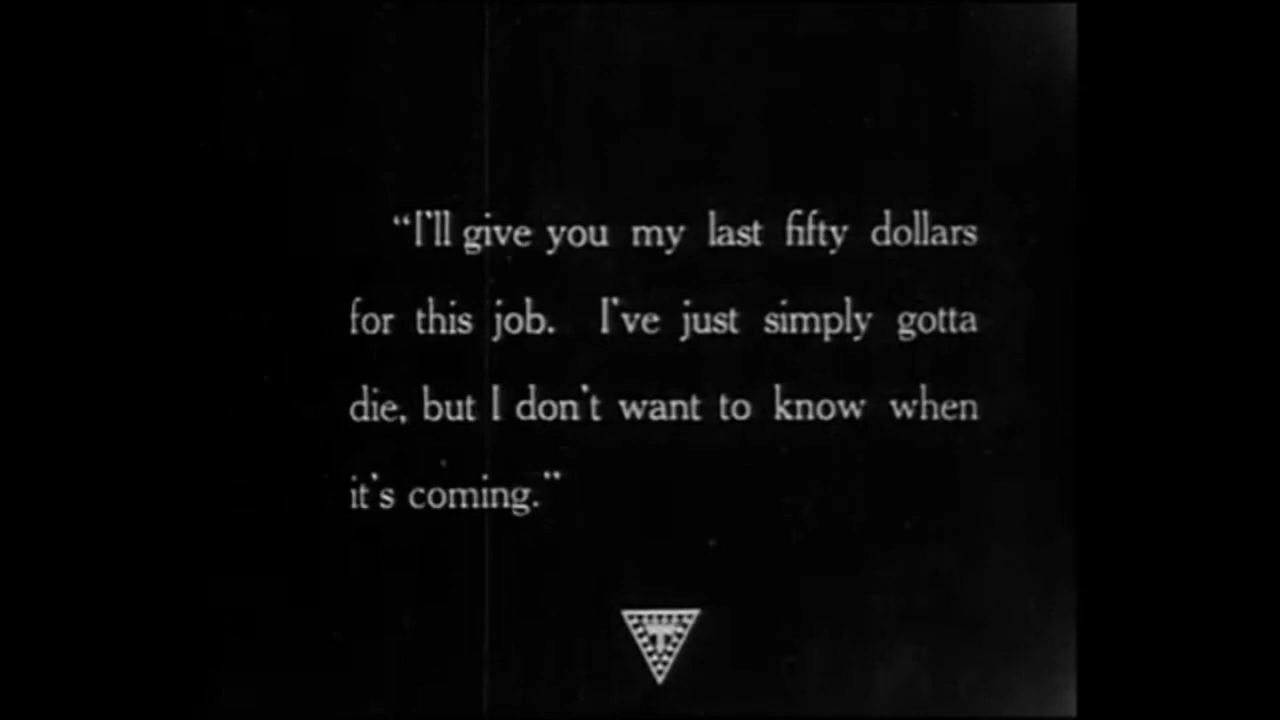 “I'll give you my last fifty dollars
for this job. I've just simply gotta
die, but I don't want to know when
it's coming.”
T